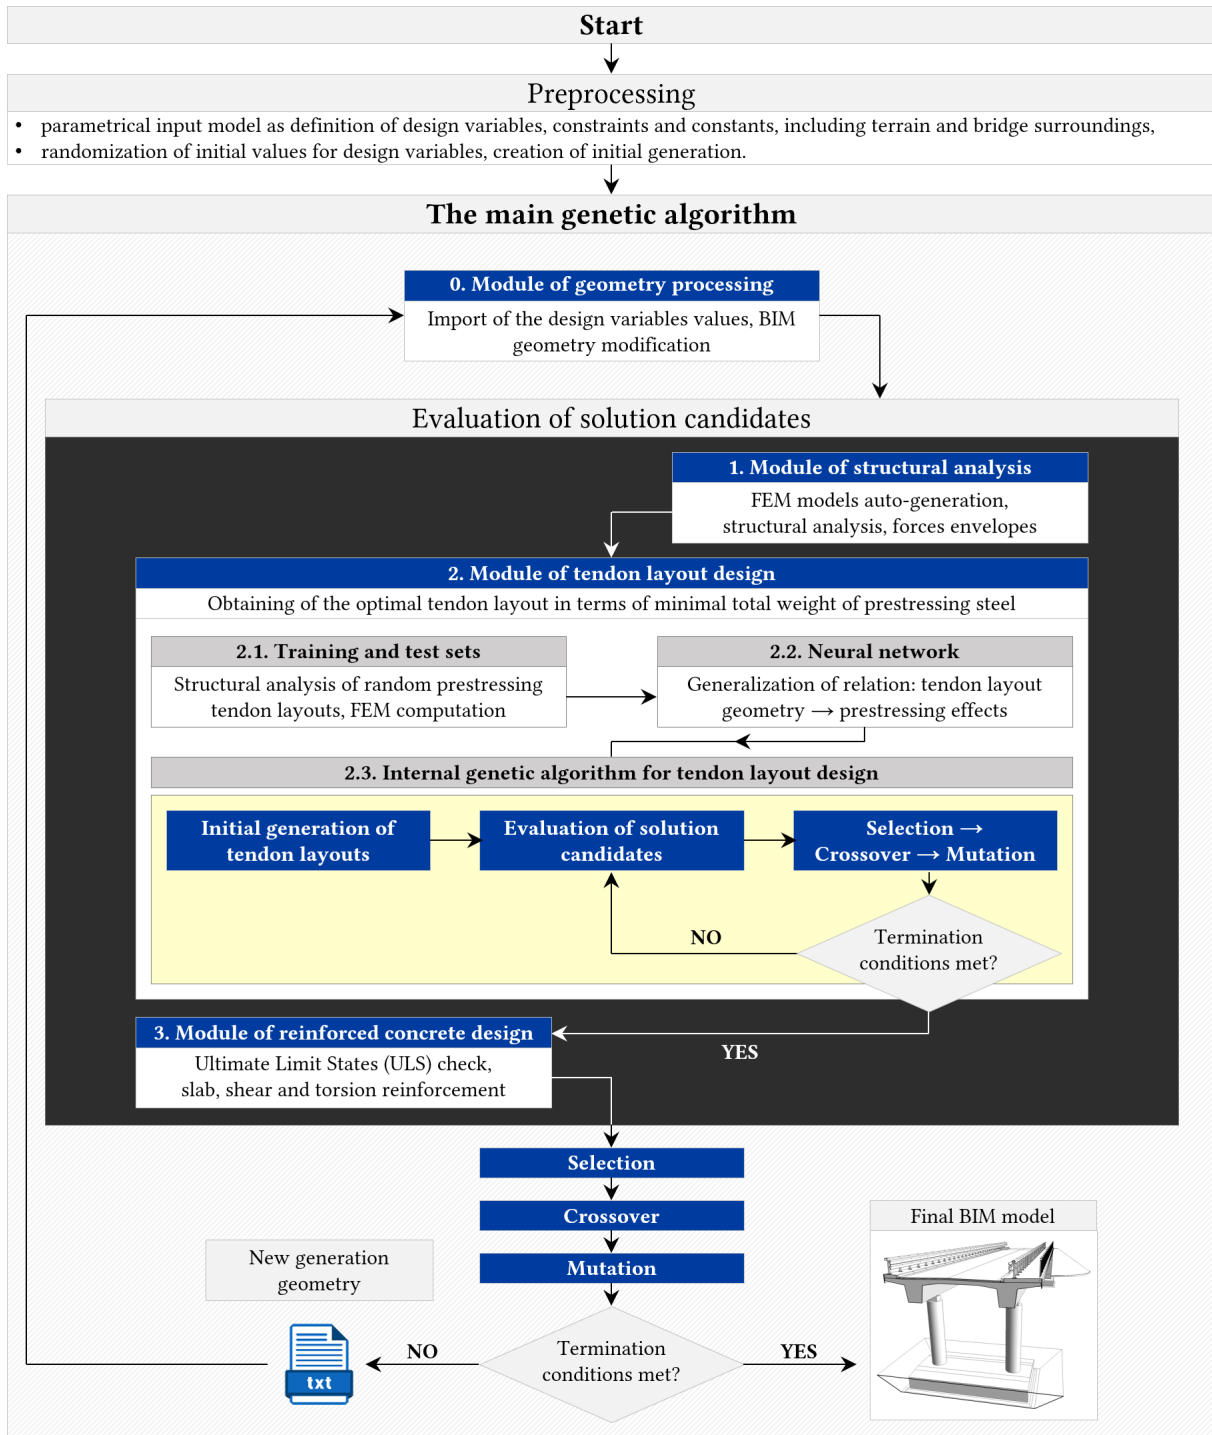 Start
Preprocessing
• parametrical input model as definition of design variables, constraints and constants, including terrain and bridge surroundings,
• randomization of initial values for design variables, creation of initial generation.
The main genetic algorithm
0. Module of geometry processing
Import of the design variables values, BIM
geometry modification
Evaluation of solution candidates
1. Module of structural analysis
FEM models auto-generation,
structural analysis, forces envelopes
2. Module of tendon layout design
Obtaining of the optimal tendon layout in terms of minimal total weight of prestressing steel
2.1. Training and test sets
Structural analysis of random prestressing
tendon layouts, FEM computation
2.2. Neural network
Generalization of relation: tendon layout
geometry → prestressing effects
2.3. Internal genetic algorithm for tendon layout design
Initial generation of
tendon layouts
Evaluation of solution
candidates
Selection →
Crossover → Mutation
Termination
conditions met?
NO
YES
3. Module of reinforced concrete design
Ultimate Limit States (ULS) check,
slab, shear and torsion reinforcement
Selection
Crossover
Mutation
Termination
conditions met?
NO
YES
New generation
geometry
txt
Final BIM model